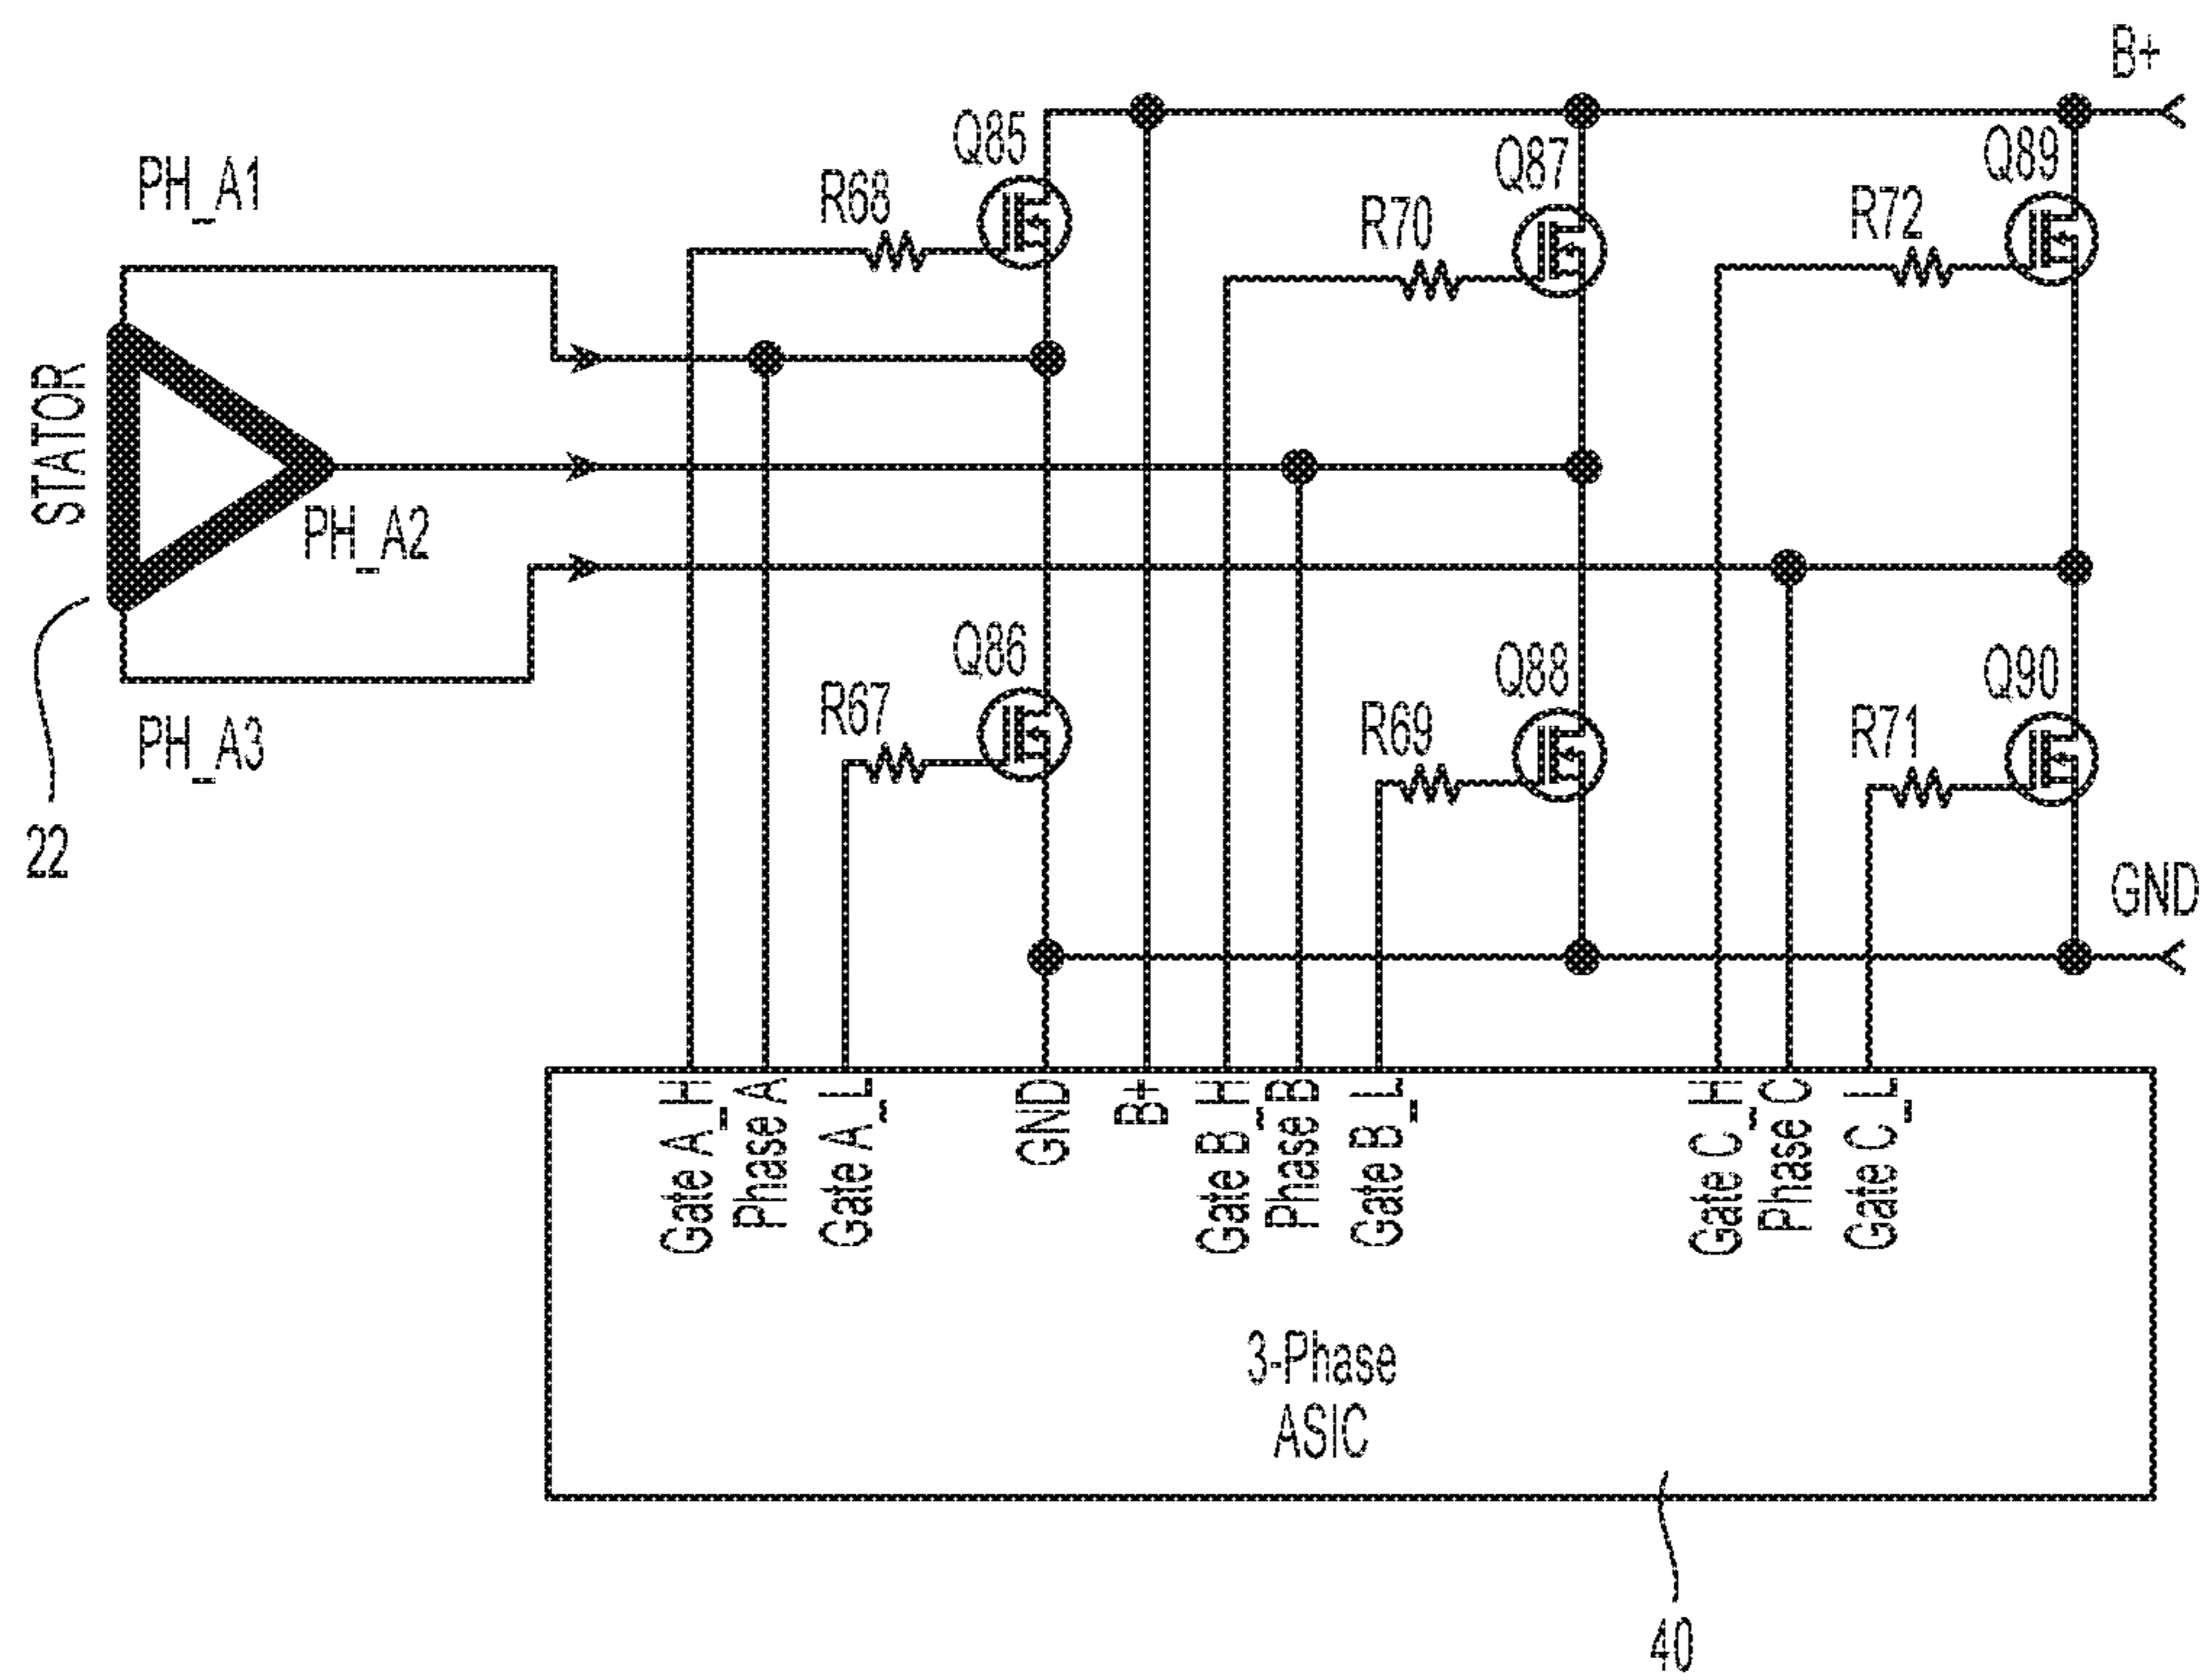 B+
PH_A1
Q85
Q87
Q89
R68
R70
R72
STATOR
PH_A2
Q86
Q88
Q90
R67
R69
R71
PH_A3
22
GND
Gate A_H
Phase A
Gate A_L
GND
B+
Gate B_H
Phase B
Gate B_L
Gate C_H
Phase C
Gate C_L
3-Phase
ASIC
40